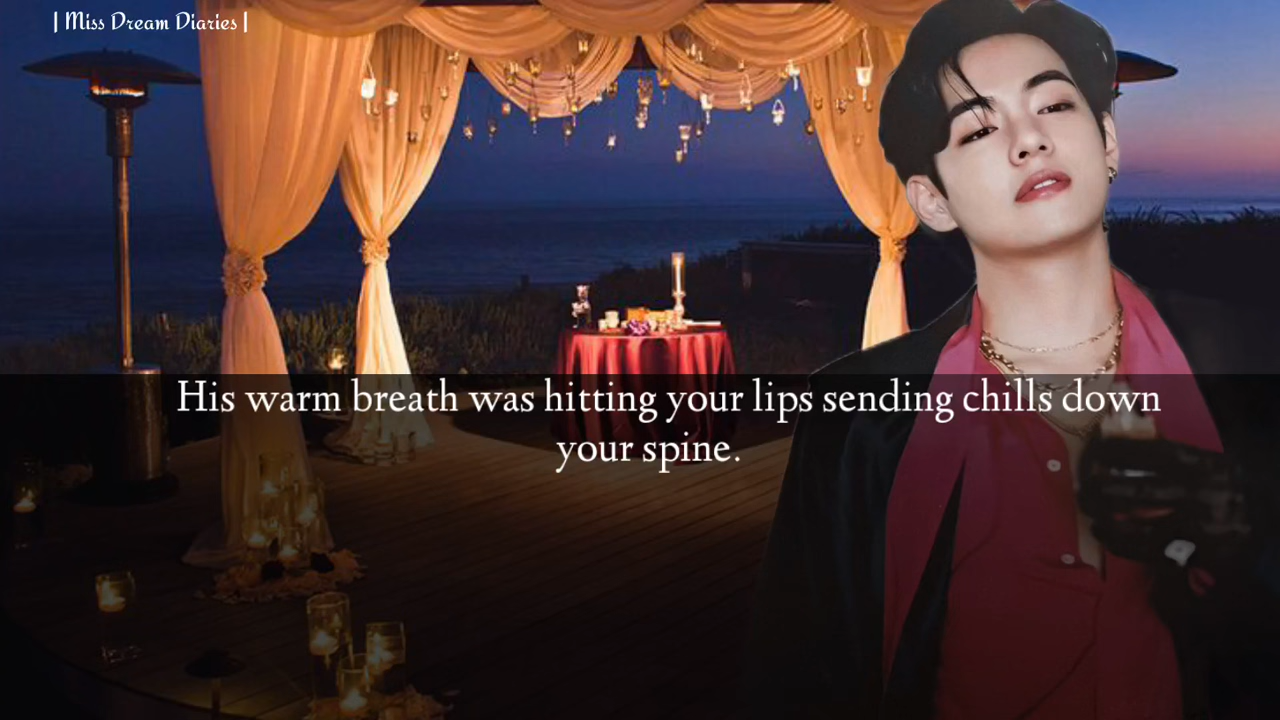 | Miss Dream Diaries |
His warm breath was hitting your lips sending chills down
your spine.